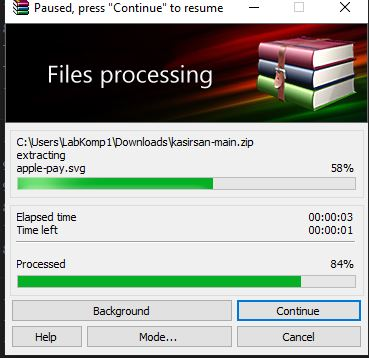 Paused, press "Continue" to resume
Files processing
C:\Users\LabKomp1\Downloads\kasirsan-main.zip
extracting
apple-pay.svg 58%
Elapsed time 00:00:03
Time left 00:00:01
Processed 84%
Background Continue
Help Mode... Cancel